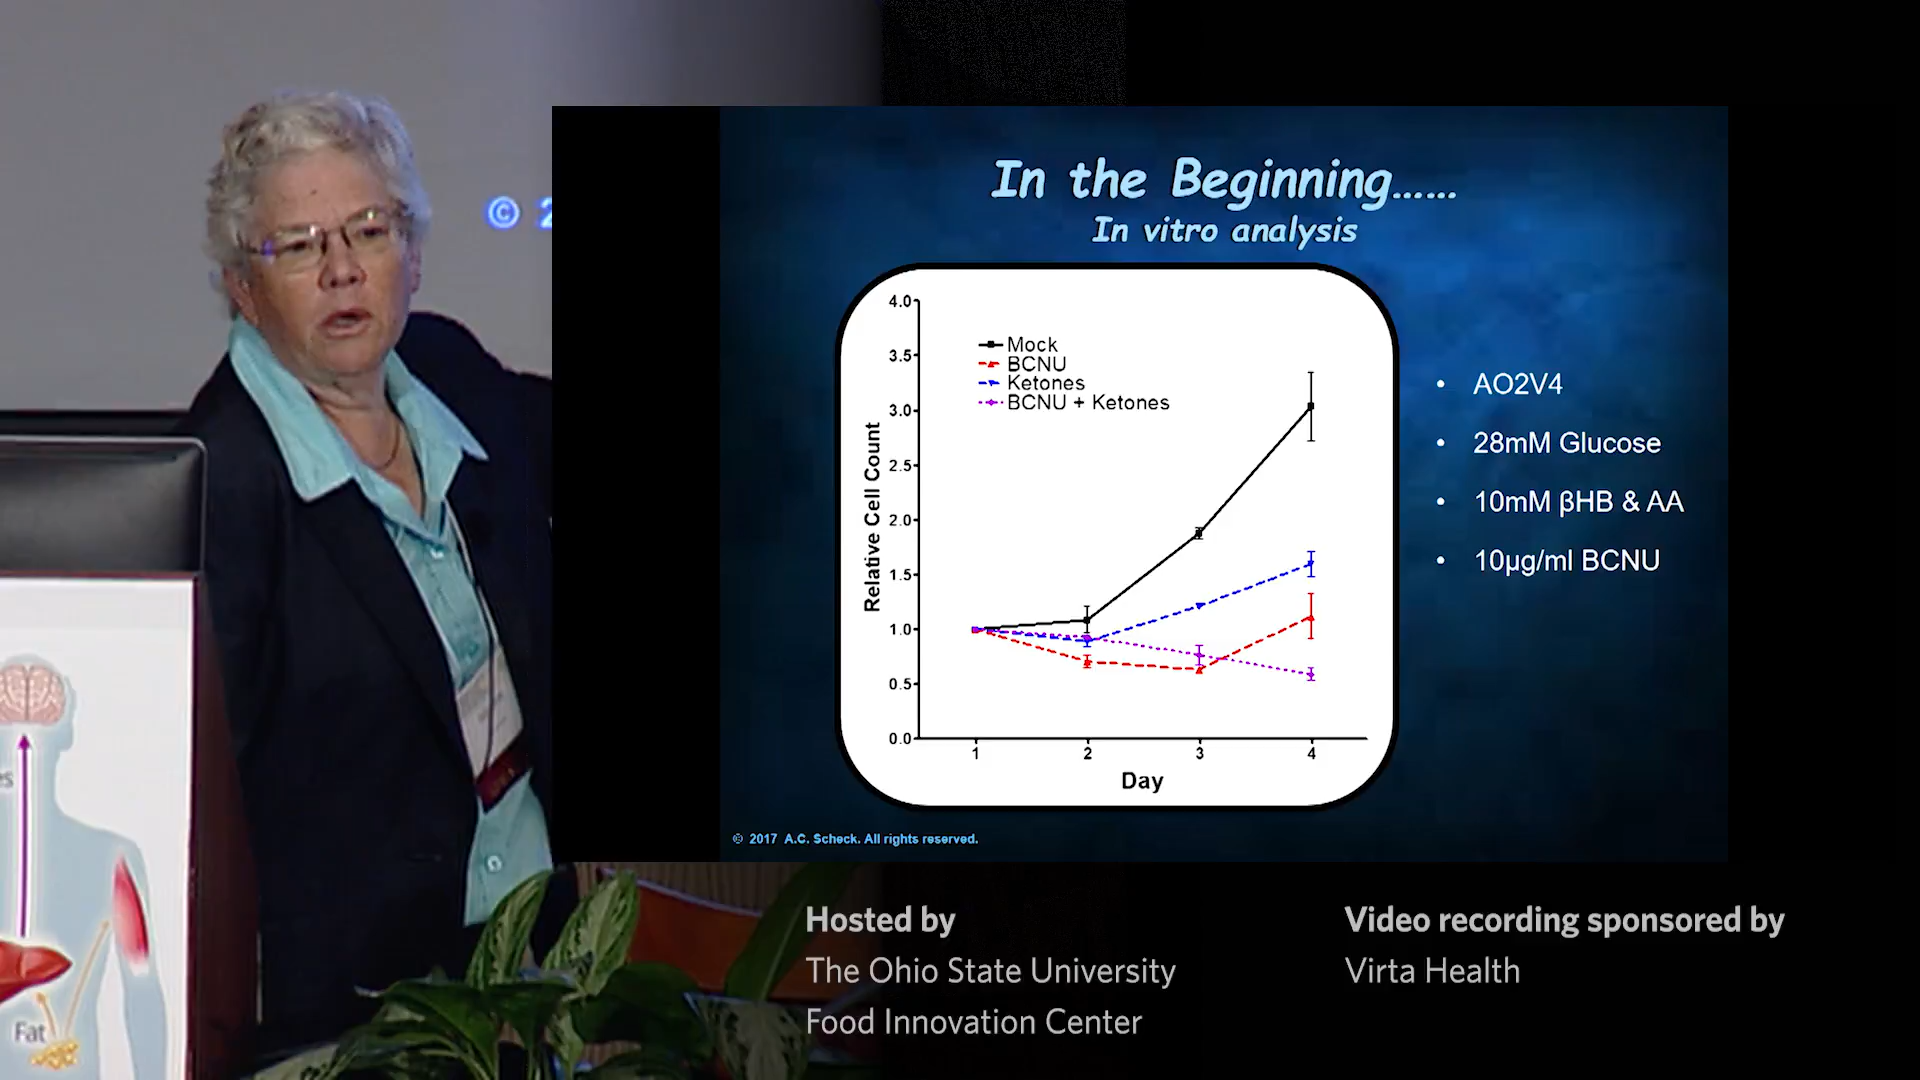 © 2
In the Beginning......
In vitro analysis
4.0
3.5
3.0
2.5
2.0
1.5
1.0
0.5
0.0
Relative Cell Count
Mock
BCNU
Ketones
BCNU + Ketones
1 2 3 4
Day
• AO2V4
• 28mM Glucose
• 10mM βHB & AA
• 10µg/ml BCNU
© 2017 A.C. Scheck. All rights reserved.
es
Fat
Hosted by
The Ohio State University
Food Innovation Center
Video recording sponsored by
Virta Health